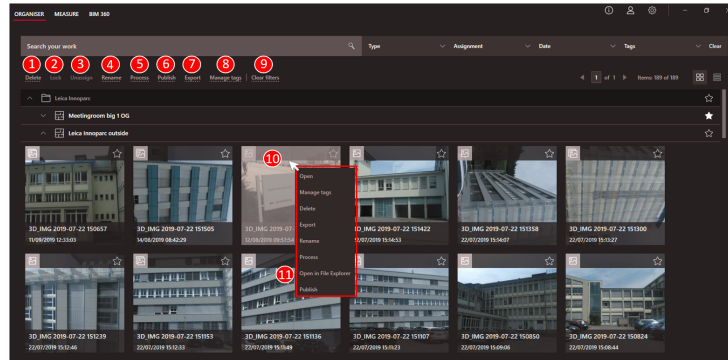 ORGANISER MEASURE BIM 360
Search your work Type Assignment Date Tags Clear
1 2 3 4 5 6 7 8 9
Delete Lock Unassign Rename Process Publish Export Manage tags Clear filters 1 of 1 Items: 189 of 189
Leica Innoparc
Meetingroom big 1 OG
Leica Innoparc outside
10
Open
Manage tags
Delete
Export
Rename
Process
11 Open in File Explorer
Publish
3D_IMG 2019-07-22 150657 3D_IMG 2019-07-22 151505 3D_IMG 2019-07-22 151422 3D_IMG 2019-07-22 151358 3D_IMG 2019-07-22 151300
11/09/2019 12:33:03 14/08/2019 08:42:29 12/08/2019 09:57:54 22/07/2019 15:14:53 22/07/2019 15:14:07 22/07/2019 15:13:27
3D_IMG 2019-07-22 151239 3D_IMG 2019-07-22 151153 3D_IMG 2019-07-22 151136 3D_IMG 2019-07-22 151107 3D_IMG 2019-07-22 150850 3D_IMG 2019-07-22 150824
22/07/2019 15:12:46 22/07/2019 15:12:33 22/07/2019 15:11:49 22/07/2019 15:11:23 22/07/2019 15:09:06 22/07/2019 15:08:44